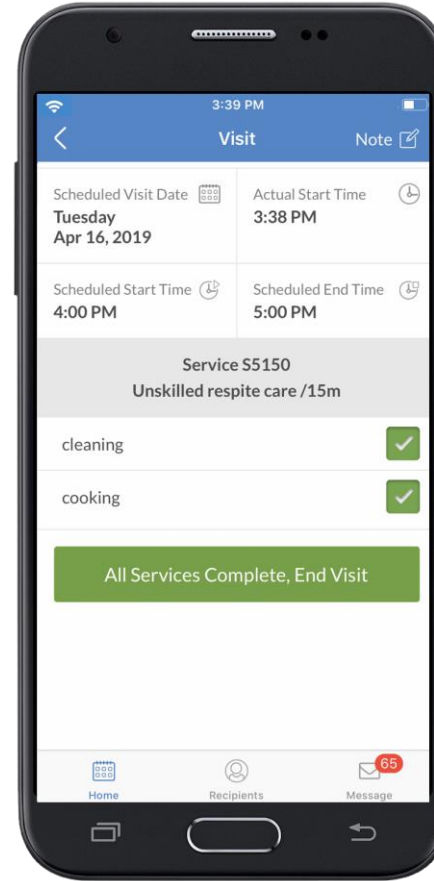 3:39 PM
Visit
Note
Scheduled Visit Date
Tuesday
Apr 16, 2019
Actual Start Time
3:38 PM
Scheduled Start Time
4:00 PM
Scheduled End Time
5:00 PM
Service S5150
Unskilled respite care /15m
cleaning
cooking
All Services Complete, End Visit
65
Home
Recipients
Message